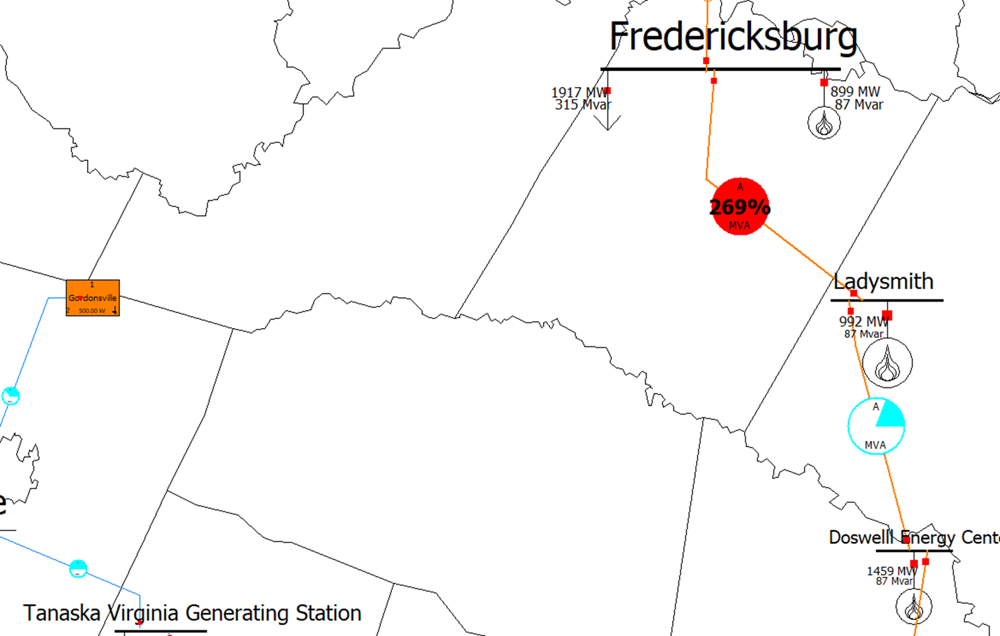 Fredericksburg
1917 MW
315 Mvar
899 MW
87 Mvar
A
269%
MVA
Ladysmith
992 MW
87 Mvar
1
Gordonsville
2 500.00 kV
A
MVA
e
Doswelll Energy Cente
1459 MW
87 Mvar
Tanaska Virginia Generating Station